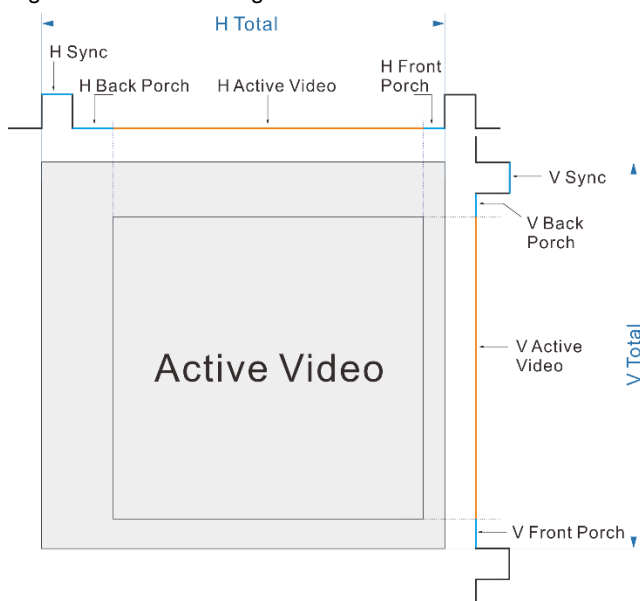 H Total
H Sync
H Back Porch
H Active Video
H Front
Porch
V Sync
V Back
Porch
Active Video
V Active
Video
V Total
V Front Porch